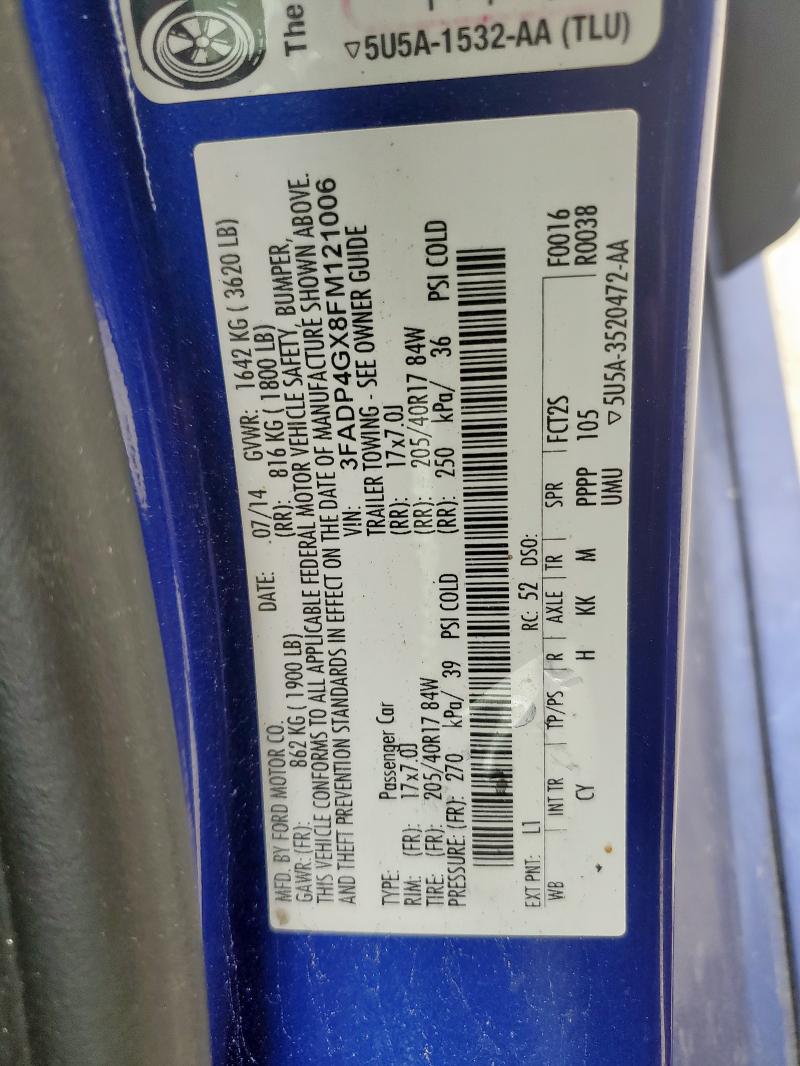 The
▽5U5A-1532-AA (TLU)
MFD. BY FORD MOTOR CO. DATE: 07/14 GVWR: 1642 KG ( 3620 LB)
GAWR: (FR): 862 KG ( 1900 LB) (RR): 816 KG ( 1800 LB)
THIS VEHICLE CONFORMS TO ALL APPLICABLE FEDERAL MOTOR VEHICLE SAFETY, BUMPER,
AND THEFT PREVENTION STANDARDS IN EFFECT ON THE DATE OF MANUFACTURE SHOWN ABOVE.
VIN: 3FADP4GX8FM121006
TYPE: Passenger Car TRAILER TOWING - SEE OWNER GUIDE
RIM: (FR): 17x7.0J (RR): 17x7.0J
TIRE: (FR): 205/40R17 84W (RR): 205/40R17 84W
PRESSURE: (FR): 270 kPa/ 39 PSI COLD (RR): 250 kPa/ 36 PSI COLD
EXT PNT: L1 RC: 52 DSO:
WB INT TR TP/PS R AXLE TR SPR FCT2S F0016
CY H KK M PPPP 105 R0038
UMU ▽5U5A-3520472-AA